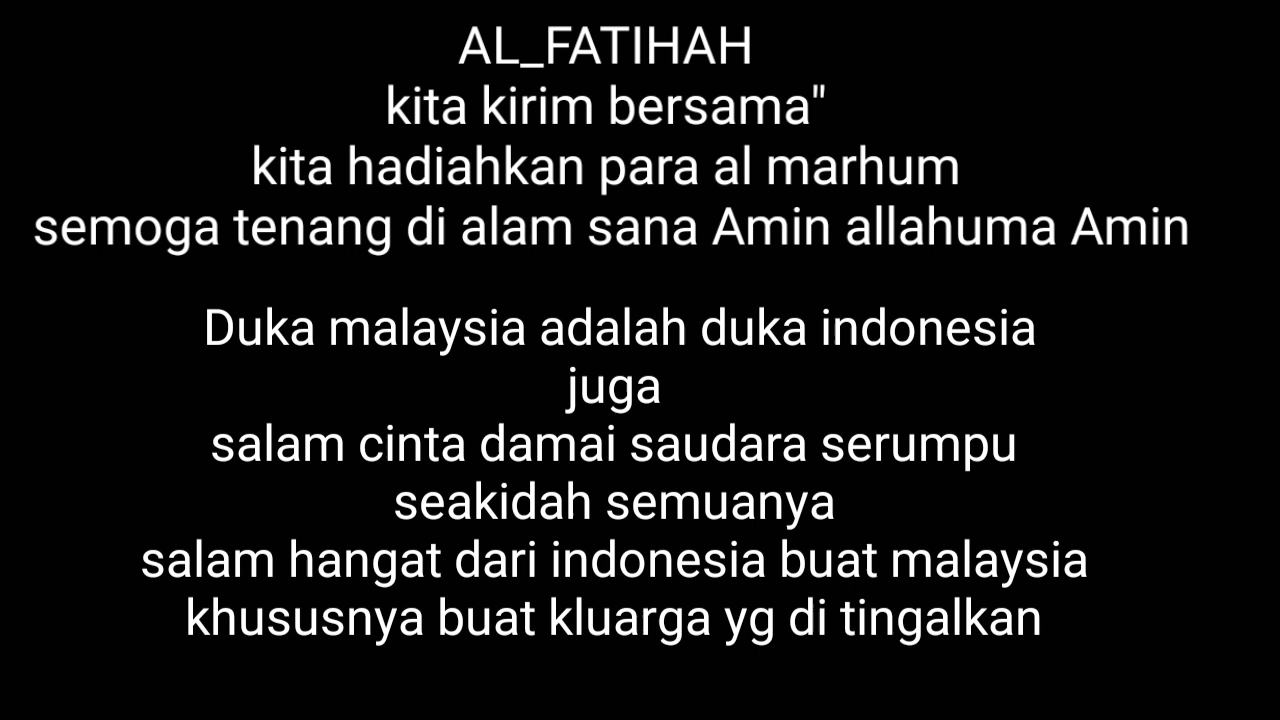 AL_FATIHAH
kita kirim bersama"
kita hadiahkan para al marhum
semoga tenang di alam sana Amin allahuma Amin
Duka malaysia adalah duka indonesia
juga
salam cinta damai saudara serumpu
seakidah semuanya
salam hangat dari indonesia buat malaysia
khususnya buat kluarga yg di tingalkan